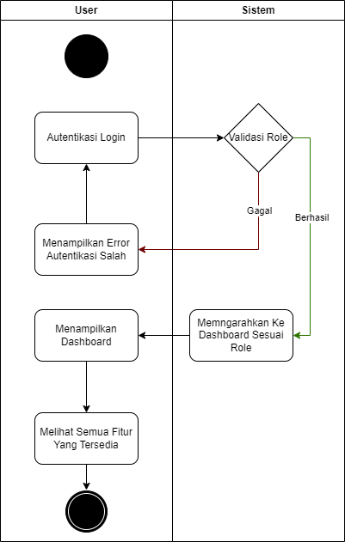 User
Sistem
Autentikasi Login
Validasi Role
Gagal
Berhasil
Menampilkan Error
Autentikasi Salah
Menampilkan
Dashboard
Memngarahkan Ke
Dashboard Sesuai
Role
Melihat Semua Fitur
Yang Tersedia